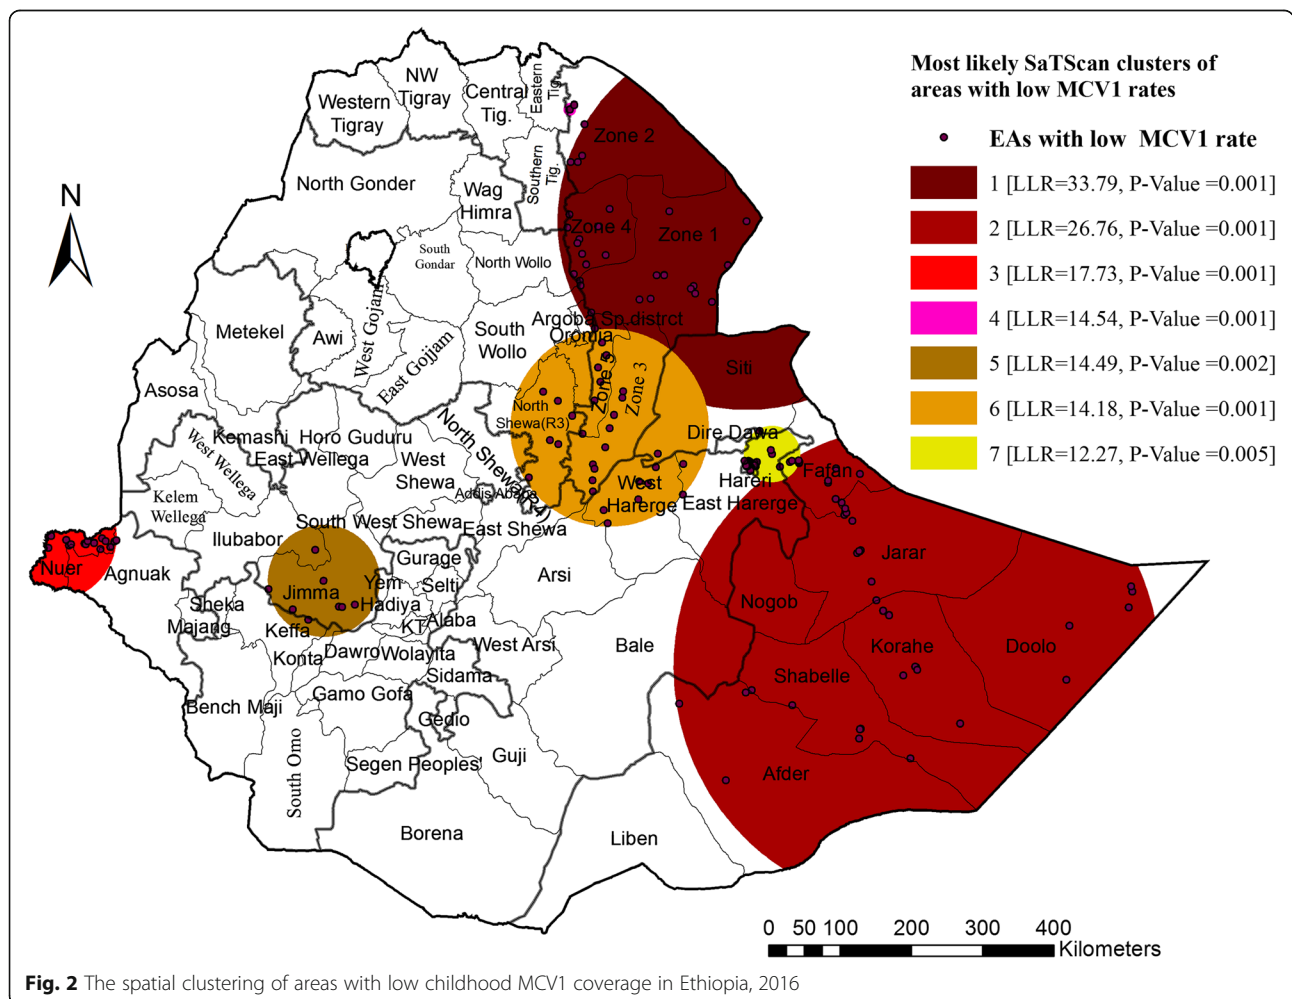 Most likely SaTScan clusters of
areas with low MCV1 rates
EAs with low MCV1 rate
1 [LLR=33.79, P-Value =0.001]
2 [LLR=26.76, P-Value =0.001]
3 [LLR=17.73, P-Value =0.001]
4 [LLR=14.54, P-Value =0.001]
5 [LLR=14.49, P-Value =0.002]
6 [LLR=14.18, P-Value =0.001]
7 [LLR=12.27, P-Value =0.005]
N
NW
Tigray
Western
Tigray
Central
Tig.
Eastern
Tig.
Southern
Tig.
Zone 2
North Gonder
Wag
Himra
Zone 4
Zone 1
South
Gondar
North Wollo
Metekel
Awi
West Gojam
East Gojjam
South
Wollo
Argoba Sp.distrct
Oromia
Siti
Asosa
Zone 5
Zone 3
North
Shewa(R3)
North Shewa(R4)
Kemashi
Horo Guduru
West Wellega
East Wellega
West
Shewa
Dire Dawa
Hareri
Fafan
West
Harerge
East Harerge
Addis Ababa
Kelem
Wellega
South West Shewa
East Shewa
Ilubabor
Nuer
Agnuak
Gurage
Jarar
Arsi
Jimma
Yem
Selti
Hadiya
Nogob
Sheka
Majang
Keffa
KT
Alaba
West Arsi
Bale
Korahe
Doolo
Konta
Dawro
Wolayita
Sidama
Shabelle
Gamo Gofa
Bench Maji
Gedio
South Omo
Segen Peoples'
Guji
Afder
Borena
Liben
0 50 100 200 300 400
Kilometers
Fig. 2 The spatial clustering of areas with low childhood MCV1 coverage in Ethiopia, 2016